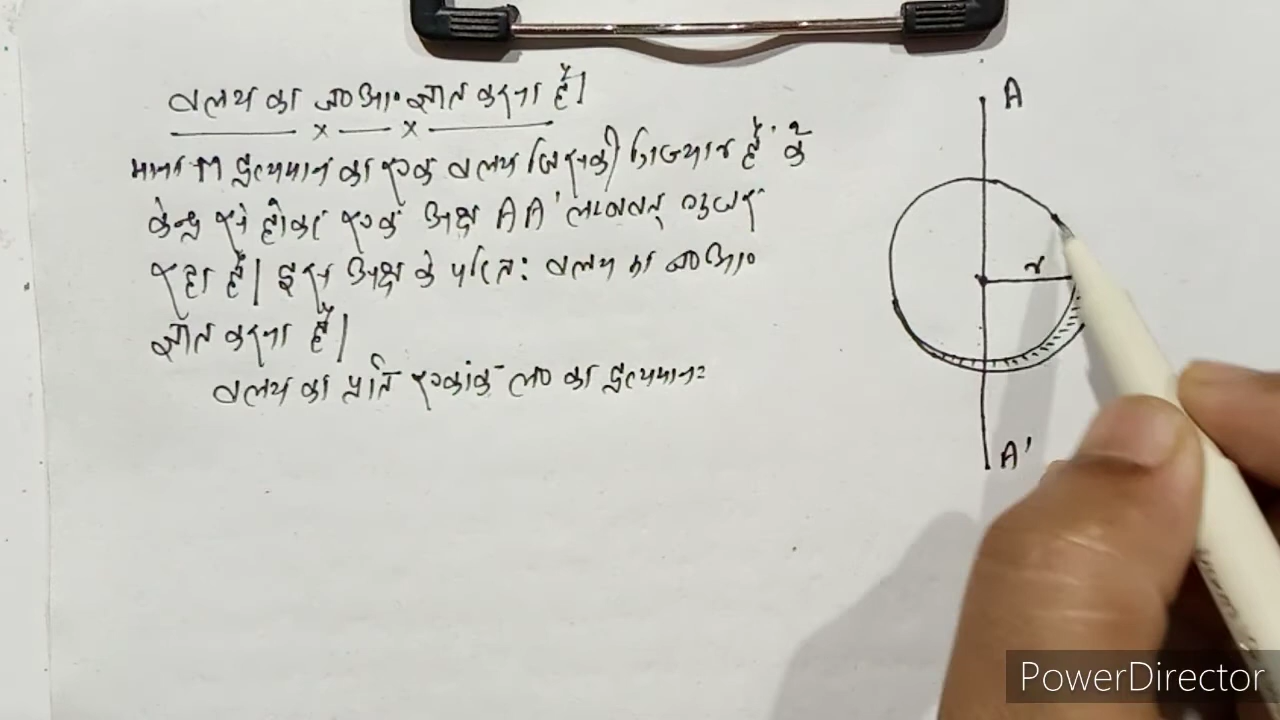 वलय का ज०आ० ज्ञात करना है।
माना M द्रव्यमान का एक वलय जिसकी त्रिज्या r है। के
केन्द्र से होकर एक अक्ष AA' लम्बवत् गुजर
रहा है। इस अक्ष के परितः वलय का ज०आ०
ज्ञात करना है।
वलय का प्रति एकांक ल० का द्रव्यमान =
A
r
A'
PowerDirector